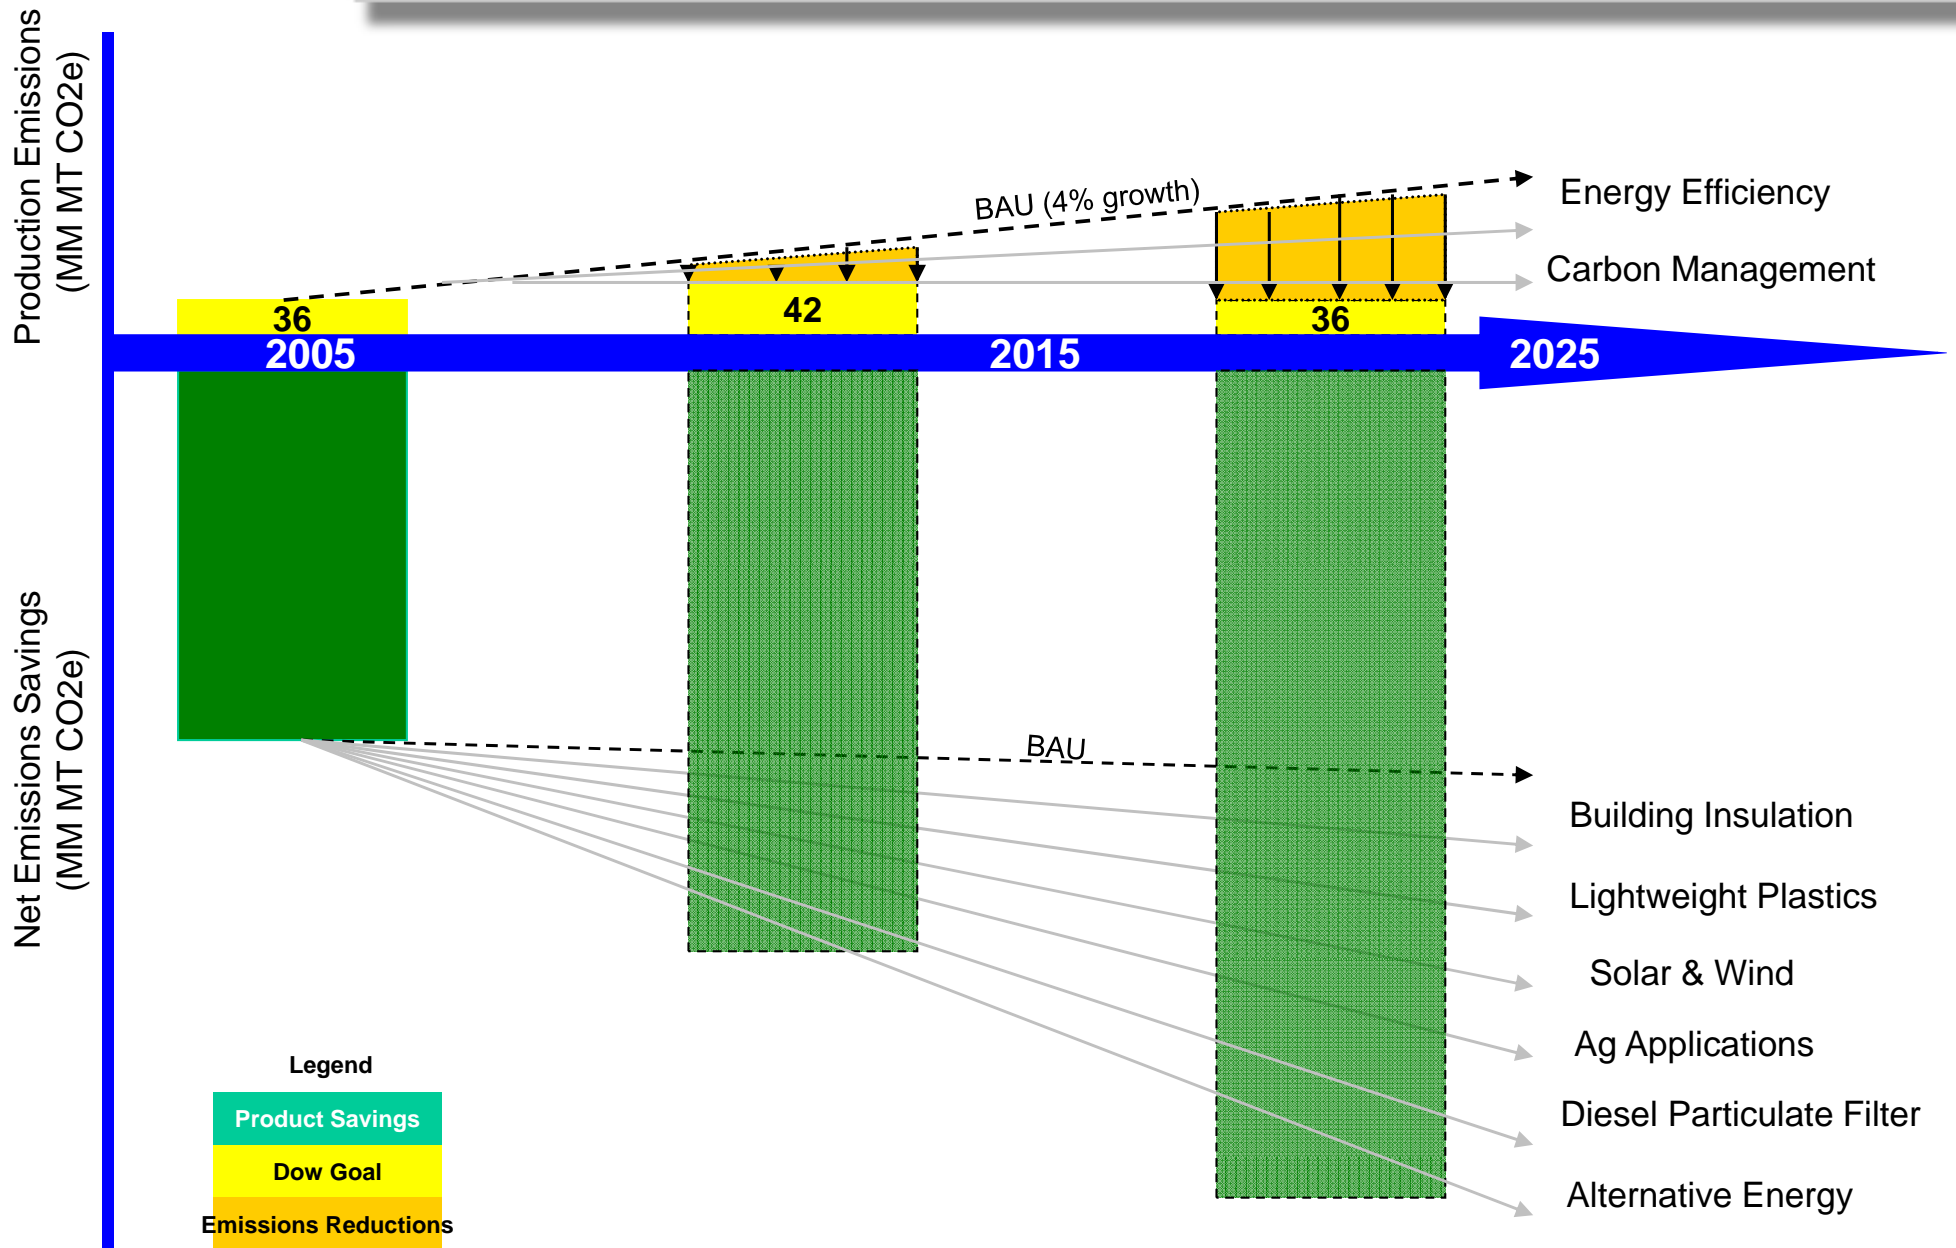 Production Emissions
(MM MT CO2e)
BAU (4% growth)
Energy Efficiency
Carbon Management
36
42
36
2005
2015
2025
Net Emissions Savings
(MM MT CO2e)
BAU
Building Insulation
Lightweight Plastics
Solar & Wind
Ag Applications
Diesel Particulate Filter
Alternative Energy
Legend
Product Savings
Dow Goal
Emissions Reductions